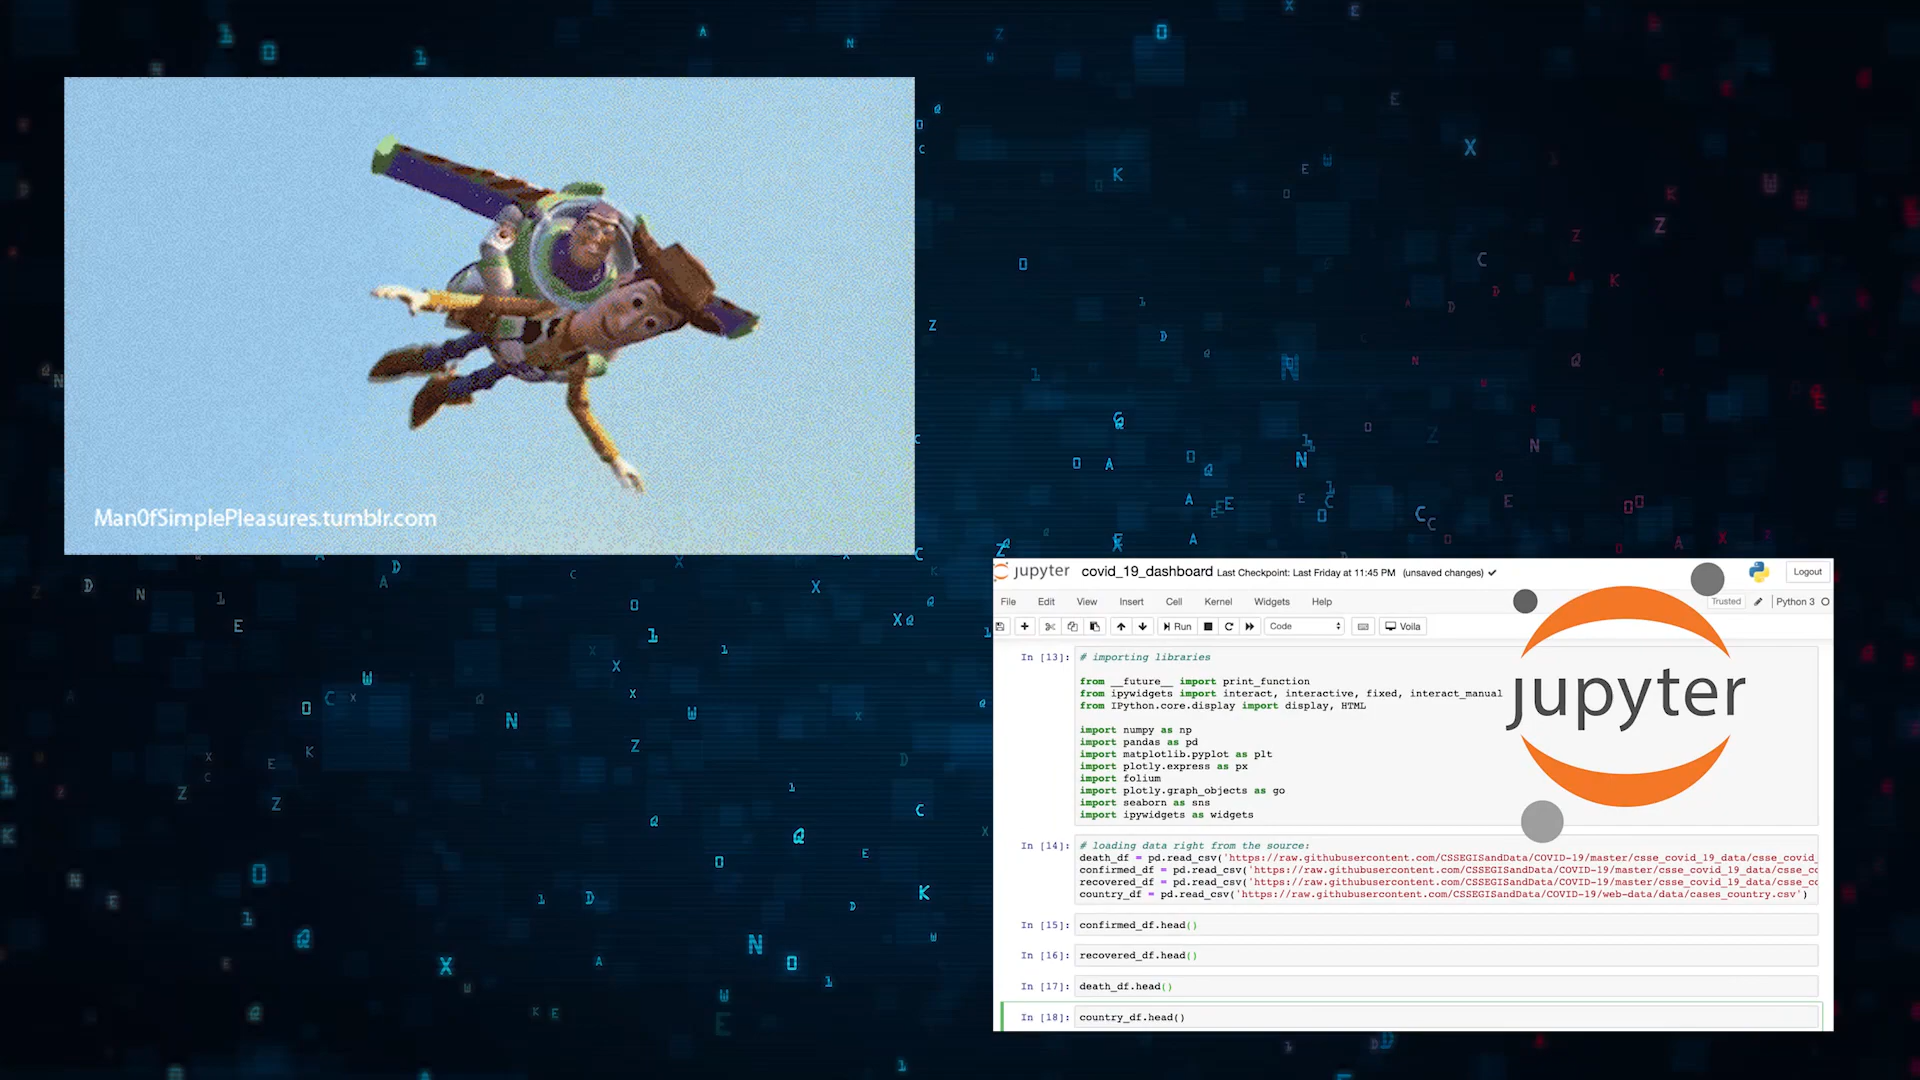 Man0fSimplePleasures.tumblr.com
jupyter covid_19_dashboard Last Checkpoint: Last Friday at 11:45 PM (unsaved changes)
Logout
File Edit View Insert Cell Kernel Widgets Help
Trusted Python 3
Run Code Voila
In [13]: # importing libraries
from __future__ import print_function
from ipywidgets import interact, interactive, fixed, interact_manual
from IPython.core.display import display, HTML
import numpy as np
import pandas as pd
import matplotlib.pyplot as plt
import plotly.express as px
import folium
import plotly.graph_objects as go
import seaborn as sns
import ipywidgets as widgets
jupyter
In [14]: # loading data right from the source:
death_df = pd.read_csv('https://raw.githubusercontent.com/CSSEGISandData/COVID-19/master/csse_covid_19_data/csse_covid_
confirmed_df = pd.read_csv('https://raw.githubusercontent.com/CSSEGISandData/COVID-19/master/csse_covid_19_data/csse_co
recovered_df = pd.read_csv('https://raw.githubusercontent.com/CSSEGISandData/COVID-19/master/csse_covid_19_data/csse_co
country_df = pd.read_csv('https://raw.githubusercontent.com/CSSEGISandData/COVID-19/web-data/data/cases_country.csv')
In [15]: confirmed_df.head()
In [16]: recovered_df.head()
In [17]: death_df.head()
In [18]: country_df.head()